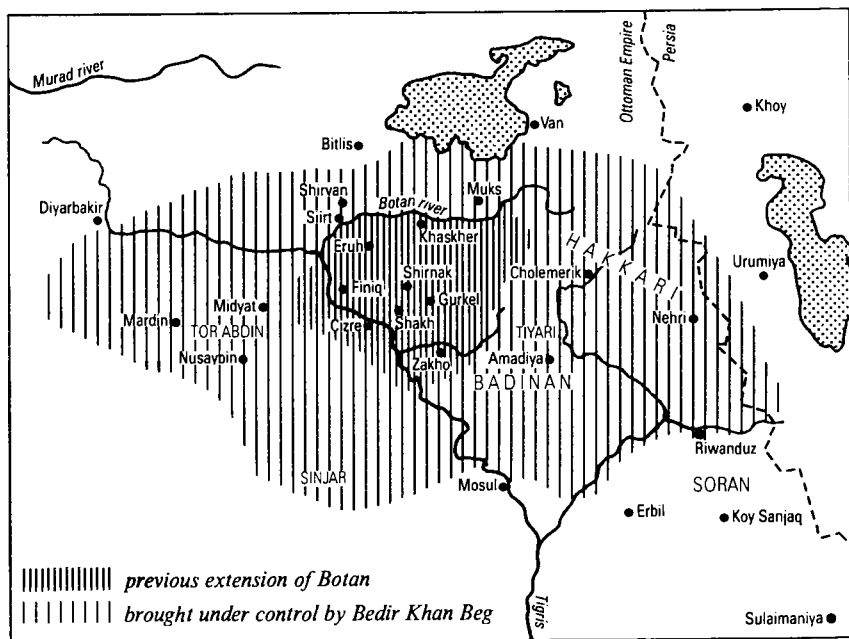 Murad river
Ottoman Empire
Persia
Khoy
Van
Bitlis
Shirvan
Muks
Botan river
Siirt
Diyarbakir
Khaskher
Eruh
HAKKARI
Urumiya
Shirnak
Cholemerik
Finiq
Gurkel
Midyat
Nehri
Mardin
TOR ABDIN
Shakh
Cizre
TIYARI
Nusaybin
Zakho
Amadiya
BADINAN
Riwanduz
SINJAR
Mosul
SORAN
Erbil
Koy Sanjaq
previous extension of Botan
brought under control by Bedir Khan Beg
Tigris
Sulaimaniya